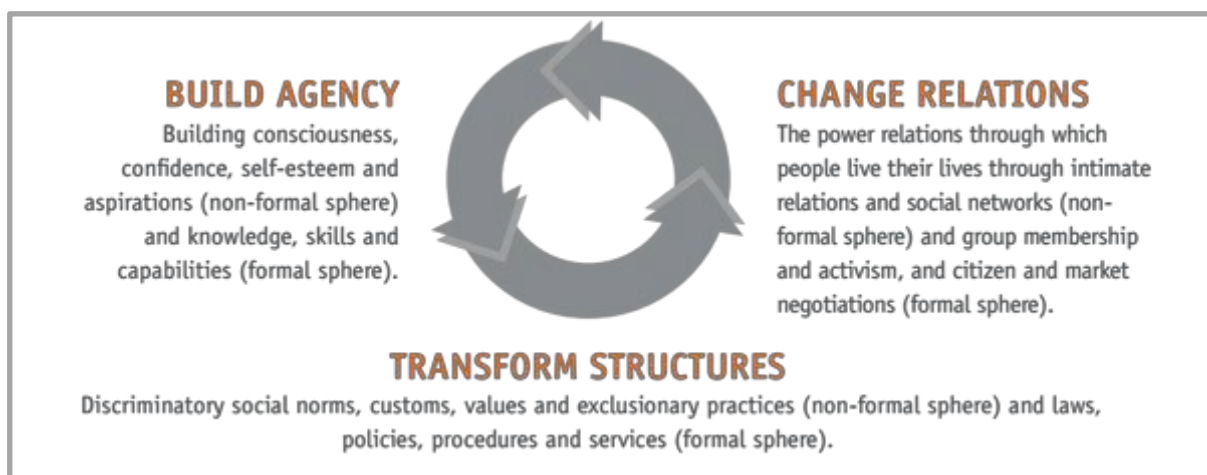 BUILD AGENCY
Building consciousness,
confidence, self-esteem and
aspirations (non-formal sphere)
and knowledge, skills and
capabilities (formal sphere).
CHANGE RELATIONS
The power relations through which
people live their lives through intimate
relations and social networks (non-
formal sphere) and group membership
and activism, and citizen and market
negotiations (formal sphere).
TRANSFORM STRUCTURES
Discriminatory social norms, customs, values and exclusionary practices (non-formal sphere) and laws,
policies, procedures and services (formal sphere).